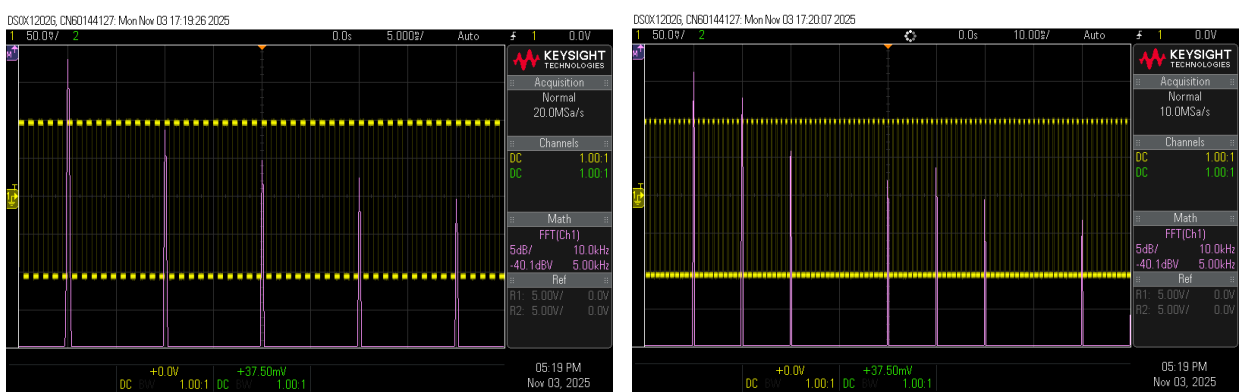 DSOX1202G, CN60144127: Mon Nov 03 17:19:26 2025
1 50.0V/ 2 0.0s 5.000s/ Auto 1 0.0V
KEYSIGHT
TECHNOLOGIES
Acquisition
Normal
20.0MSa/s
Channels
DC 1.00:1
DC 1.00:1
Math
FFT(Ch1)
5dB/ 10.0kHz
-40.1dBV 5.00kHz
Ref
R1: 5.00V/ 0.0V
R2: 5.00V/ 0.0V
+0.0V +37.50mV
DC BW 1.00:1 DC BW 1.00:1
05:19 PM
Nov 03, 2025
DSOX1202G, CN60144127: Mon Nov 03 17:20:07 2025
1 50.0V/ 2 0.0s 10.00s/ Auto 1 0.0V
KEYSIGHT
TECHNOLOGIES
Acquisition
Normal
10.0MSa/s
Channels
DC 1.00:1
DC 1.00:1
Math
FFT(Ch1)
5dB/ 10.0kHz
-40.1dBV 5.00kHz
Ref
R1: 5.00V/ 0.0V
R2: 5.00V/ 0.0V
+0.0V +37.50mV
DC BW 1.00:1 DC BW 1.00:1
05:19 PM
Nov 03, 2025